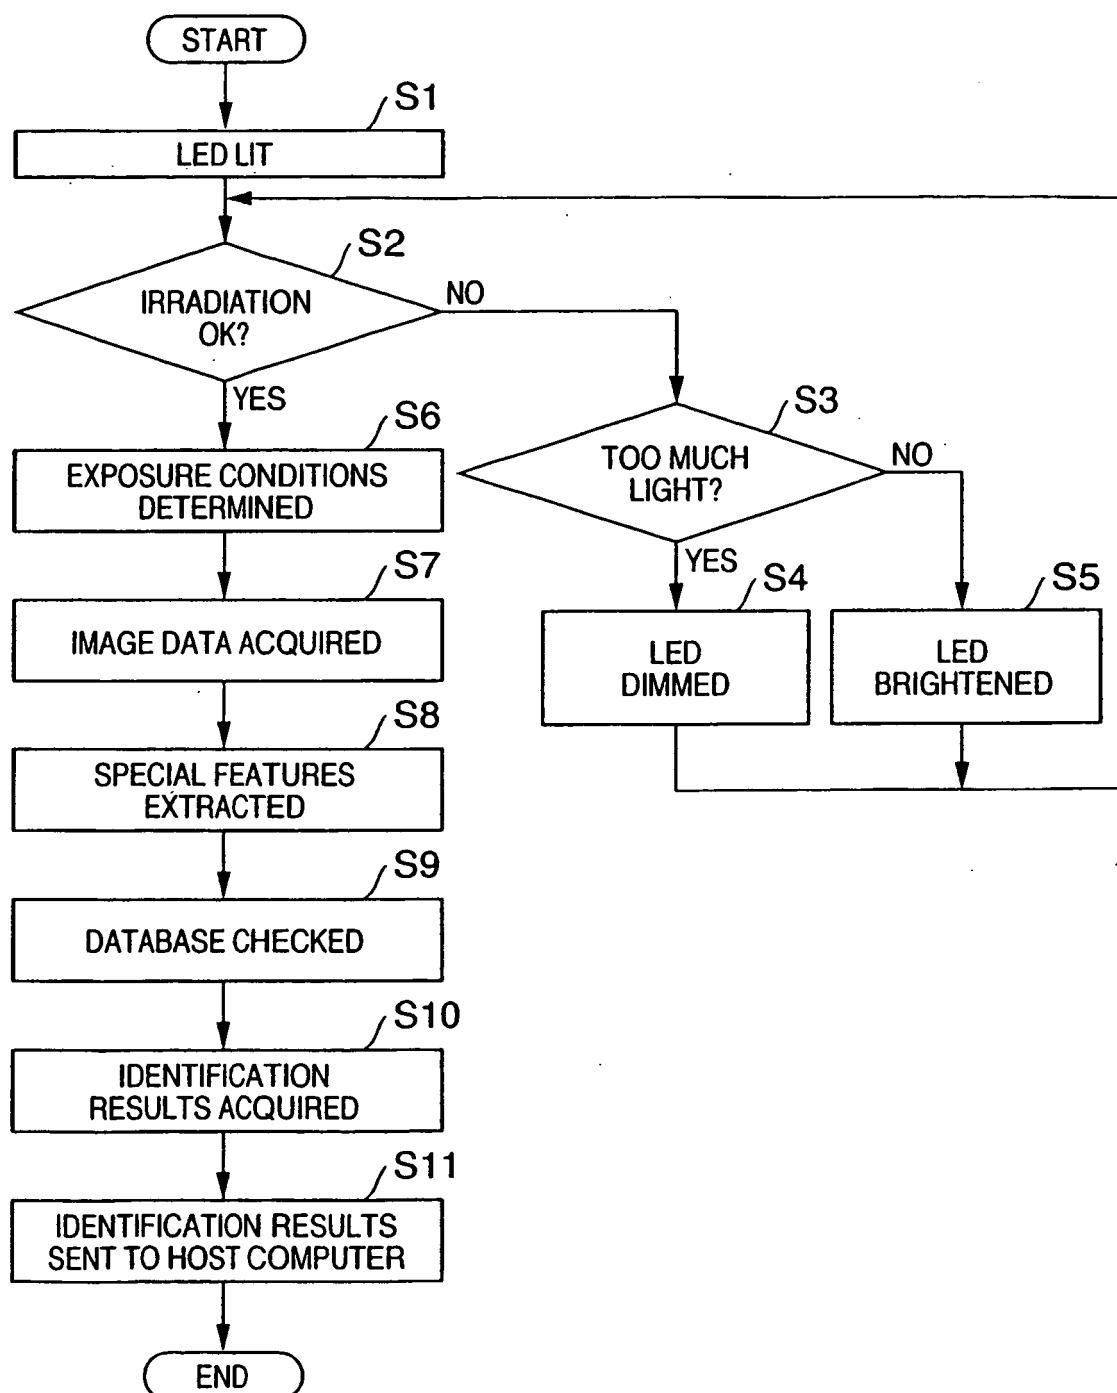 START
S1
LED LIT
S2
IRRADIATION
OK?
NO
YES
S3
TOO MUCH
LIGHT?
NO
YES
S4
LED
DIMMED
S5
LED
BRIGHTENED
S6
EXPOSURE CONDITIONS
DETERMINED
S7
IMAGE DATA ACQUIRED
S8
SPECIAL FEATURES
EXTRACTED
S9
DATABASE CHECKED
S10
IDENTIFICATION
RESULTS ACQUIRED
S11
IDENTIFICATION RESULTS
SENT TO HOST COMPUTER
END